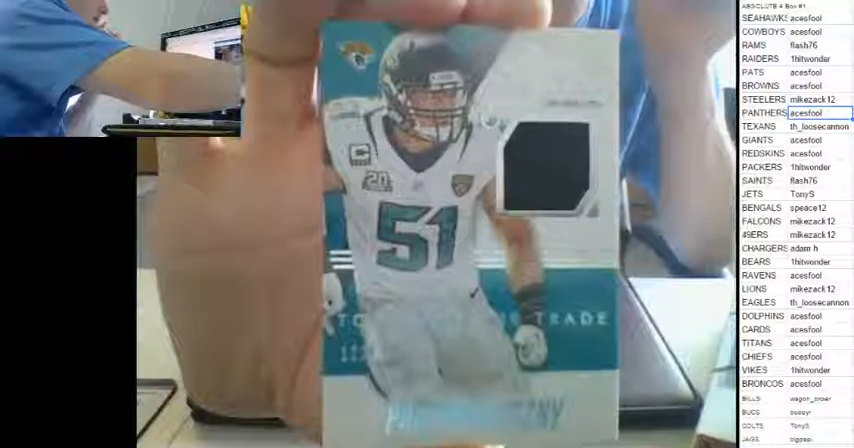 ABSOLUTE 4 Box #1
SEAHAWKS acesfool
COWBOYS acesfool
RAMS flash76
RAIDERS 1hitwonder
PATS acesfool
BROWNS acesfool
STEELERS mikezack12
PANTHERS acesfool
TEXANS th_loosecannon
GIANTS acesfool
REDSKINS acesfool
PACKERS 1hitwonder
SAINTS flash76
JETS TonyS
BENGALS speace12
FALCONS mikezack12
49ERS mikezack12
CHARGERS adam h
BEARS 1hitwonder
RAVENS acesfool
LIONS mikezack12
EAGLES th_loosecannon
DOLPHINS acesfool
CARDS acesfool
TITANS acesfool
CHIEFS acesfool
VIKES 1hitwonder
BRONCOS acesfool
BILLS
BUCS
COLTS TonyS
JAGS
C
20
51
TRADE